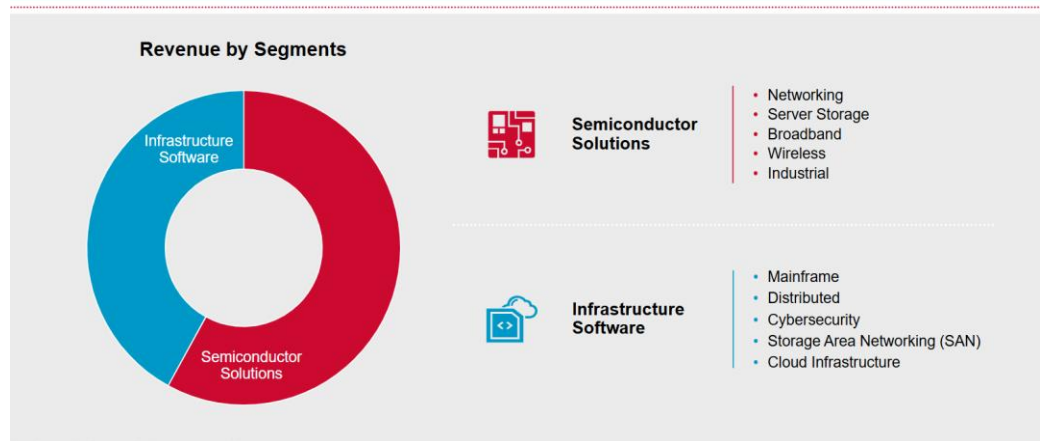 Revenue by Segments
Infrastructure
Software
Semiconductor
Solutions
Semiconductor
Solutions
• Networking
• Server Storage
• Broadband
• Wireless
• Industrial
Infrastructure
Software
• Mainframe
• Distributed
• Cybersecurity
• Storage Area Networking (SAN)
• Cloud Infrastructure